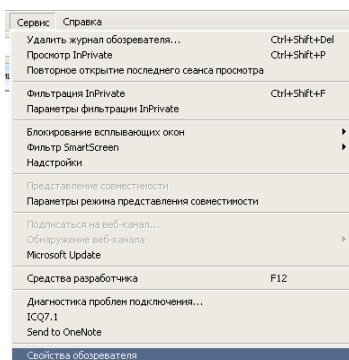 Сервис Справка
Удалить журнал обозревателя... Ctrl+Shift+Del
Просмотр InPrivate Ctrl+Shift+P
Повторное открытие последнего сеанса просмотра
Фильтрация InPrivate Ctrl+Shift+F
Параметры фильтрации InPrivate
Блокирование всплывающих окон
Фильтр SmartScreen
Надстройки
Представление совместимости
Параметры режима представления совместимости
Подписаться на веб-канал...
Обнаружение веб-канала
Microsoft Update
Средства разработчика F12
Диагностика проблем подключения...
ICQ7.1
Send to OneNote
Свойства обозревателя